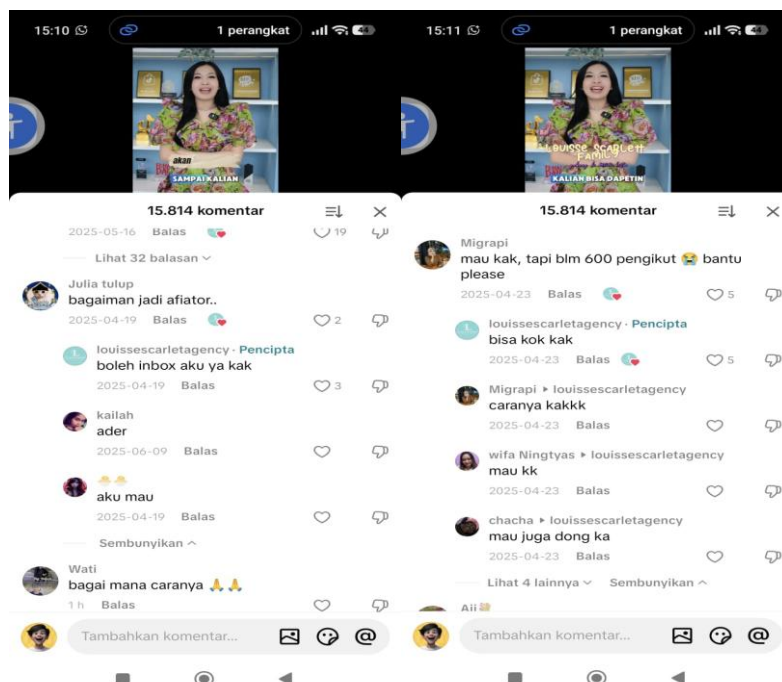 15:10
1 perangkat
44
akan
SAMPAI KALIAN
15.814 komentar
2025-05-16 Balas 19
Lihat 32 balasan
Julia tulup
bagaiman jadi afiator..
2025-04-19 Balas 2
louissescarletagency · Pencipta
boleh inbox aku ya kak
2025-04-19 Balas 3
kailah
ader
2025-06-09 Balas
aku mau
2025-04-19 Balas
Sembunyikan
Wati
bagai mana caranya 🙏🙏
1 h Balas
Tambahkan komentar...
15:11
1 perangkat
44
LOUISSE SCARLETT
FAMILY
KALIAN BISA DAPETIN
15.814 komentar
Migrapi
mau kak, tapi blm 600 pengikut 😭 bantu
please
2025-04-23 Balas 5
louissescarletagency · Pencipta
bisa kok kak
2025-04-23 Balas 5
Migrapi ▸ louissescarletagency
caranya kakkk
2025-04-23 Balas
wifa Ningtyas ▸ louissescarletagency
mau kk
2025-04-23 Balas
chacha ▸ louissescarletagency
mau juga dong ka
2025-04-23 Balas
Lihat 4 lainnya Sembunyikan
Tambahkan komentar...